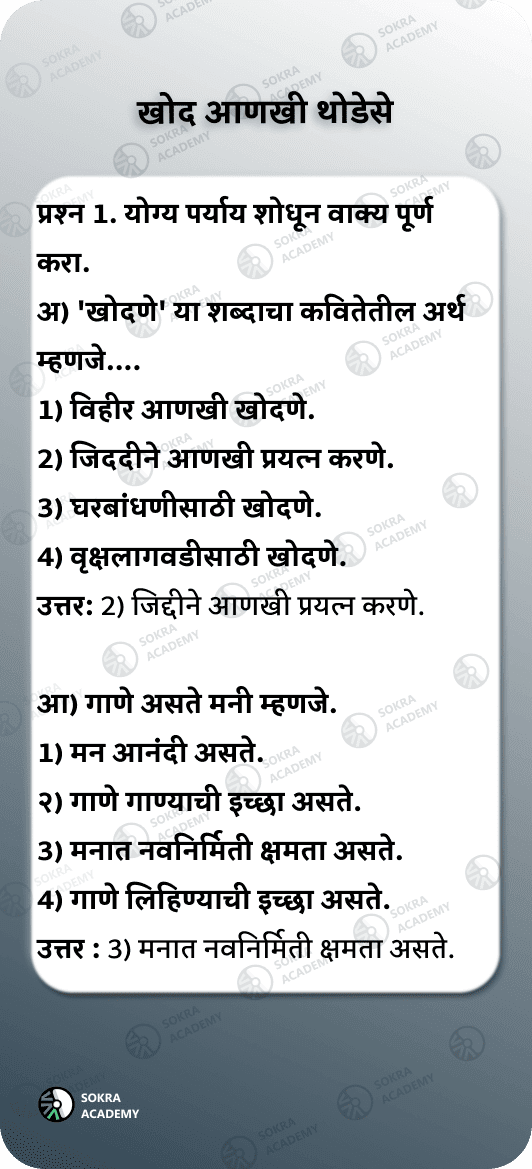 खोद आणखी थोडेसे
प्रश्न 1. योग्य पर्याय शोधून वाक्य पूर्ण
करा.
अ) 'खोदणे' या शब्दाचा कवितेतील अर्थ
म्हणजे....
1) विहीर आणखी खोदणे.
2) जिददीने आणखी प्रयत्न करणे.
3) घरबांधणीसाठी खोदणे.
4) वृक्षलागवडीसाठी खोदणे.
उत्तर: 2) जिद्दीने आणखी प्रयत्न करणे.
आ) गाणे असते मनी म्हणजे.
1) मन आनंदी असते.
२) गाणे गाण्याची इच्छा असते.
3) मनात नवनिर्मिती क्षमता असते.
4) गाणे लिहिण्याची इच्छा असते.
उत्तर : 3) मनात नवनिर्मिती क्षमता असते.
SOKRA
ACADEMY